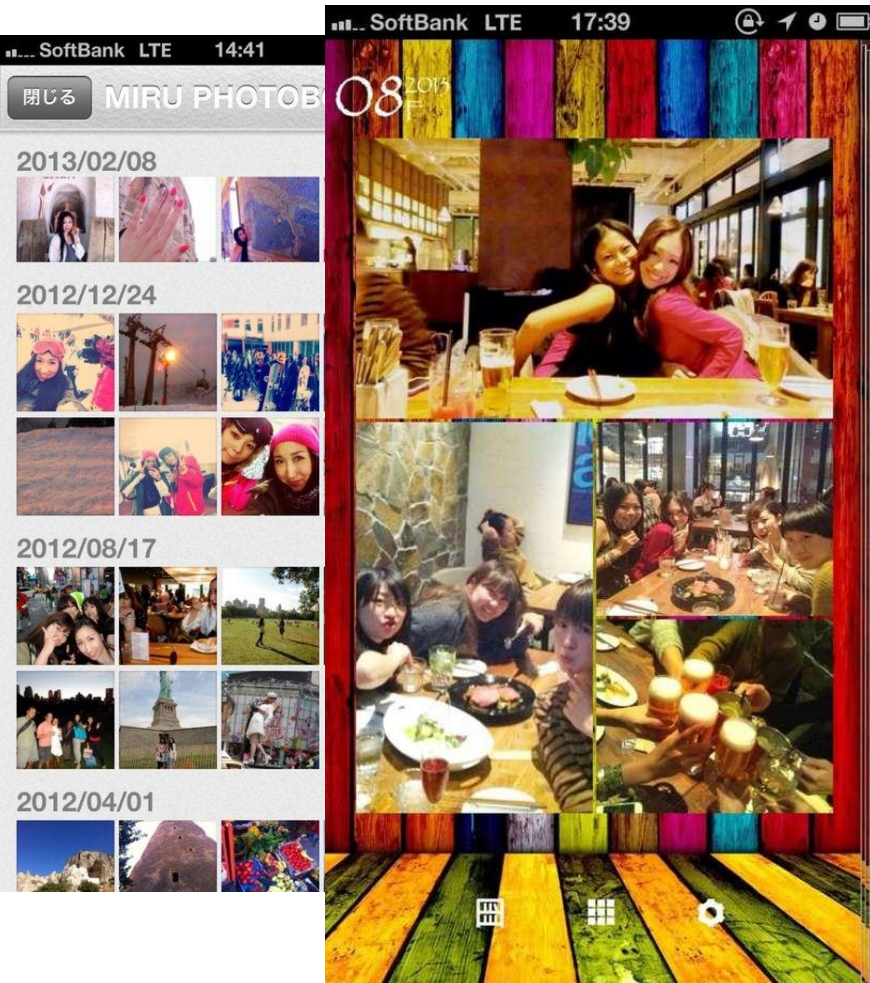 SoftBank LTE 14:41
閉じる MIRU PHOTOB
2013/02/08
2012/12/24
2012/08/17
2012/04/01
SoftBank LTE 17:39
08 2013
F